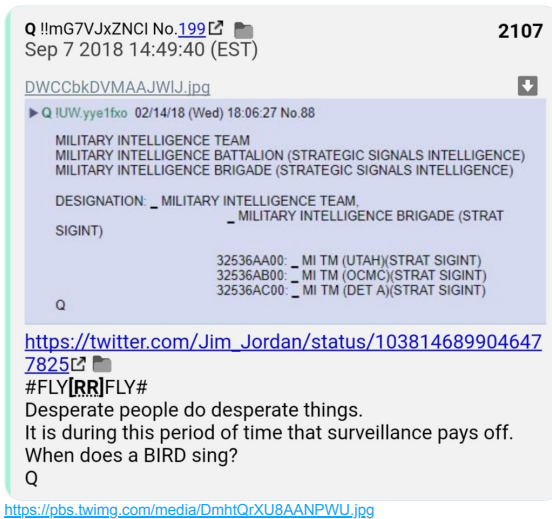 Q !!mG7VJxZNCI No.199 2107
Sep 7 2018 14:49:40 (EST)
DWCCbkDVMAAJWlJ.jpg
Q !UW.yye1fxo 02/14/18 (Wed) 18:06:27 No.88
MILITARY INTELLIGENCE TEAM
MILITARY INTELLIGENCE BATTALION (STRATEGIC SIGNALS INTELLIGENCE)
MILITARY INTELLIGENCE BRIGADE (STRATEGIC SIGNALS INTELLIGENCE)
DESIGNATION: _ MILITARY INTELLIGENCE TEAM,
_ MILITARY INTELLIGENCE BRIGADE (STRAT
SIGINT)
32536AA00: _ MI TM (UTAH)(STRAT SIGINT)
32536AB00: _ MI TM (OCMC)(STRAT SIGINT)
32536AC00: _ MI TM (DET A)(STRAT SIGINT)
Q
https://twitter.com/Jim_Jordan/status/103814689904647
7825
#FLY[RR]FLY#
Desperate people do desperate things.
It is during this period of time that surveillance pays off.
When does a BIRD sing?
Q
https://pbs.twimg.com/media/DmhtQrXU8AANPWU.jpg